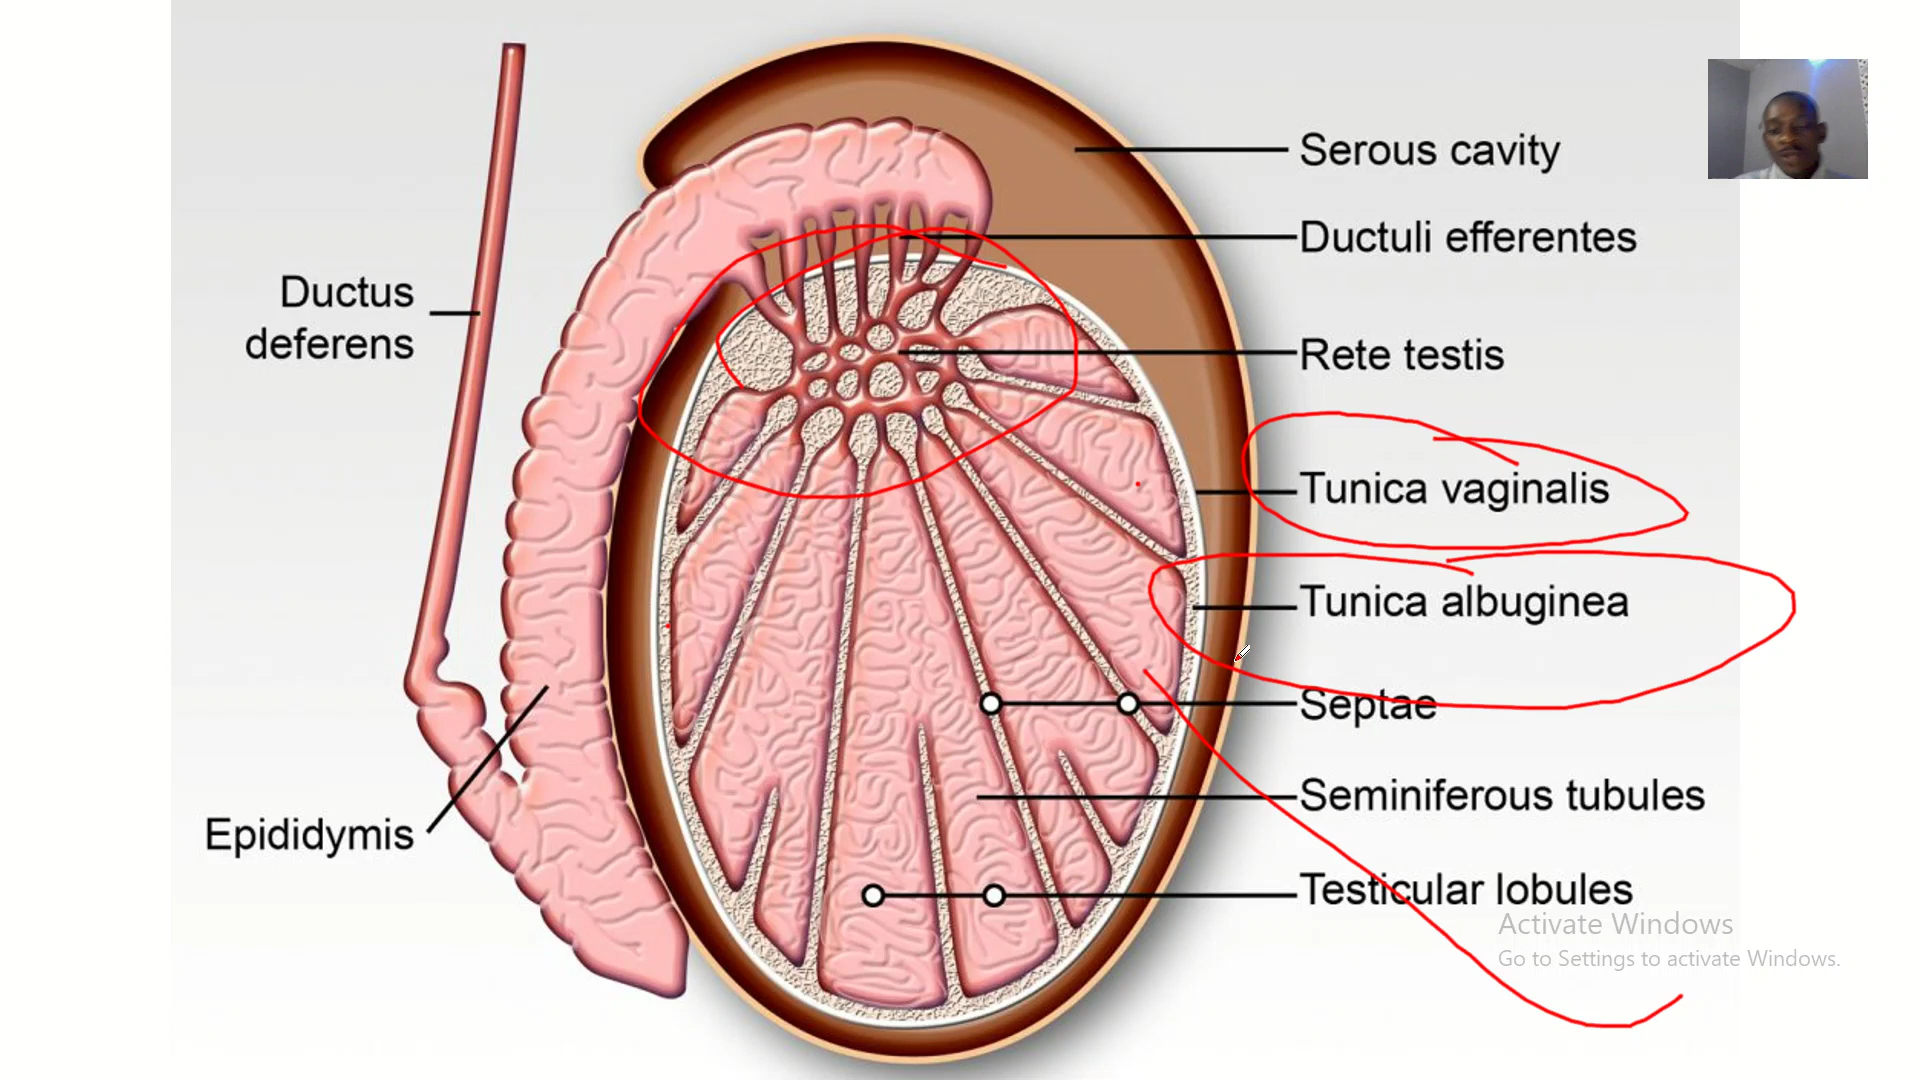 Serous cavity
Ductuli efferentes
Ductus
deferens
Rete testis
Tunica vaginalis
Tunica albuginea
Septae
Seminiferous tubules
Epididymis
Testicular lobules
Activate Windows
Go to Settings to activate Windows.